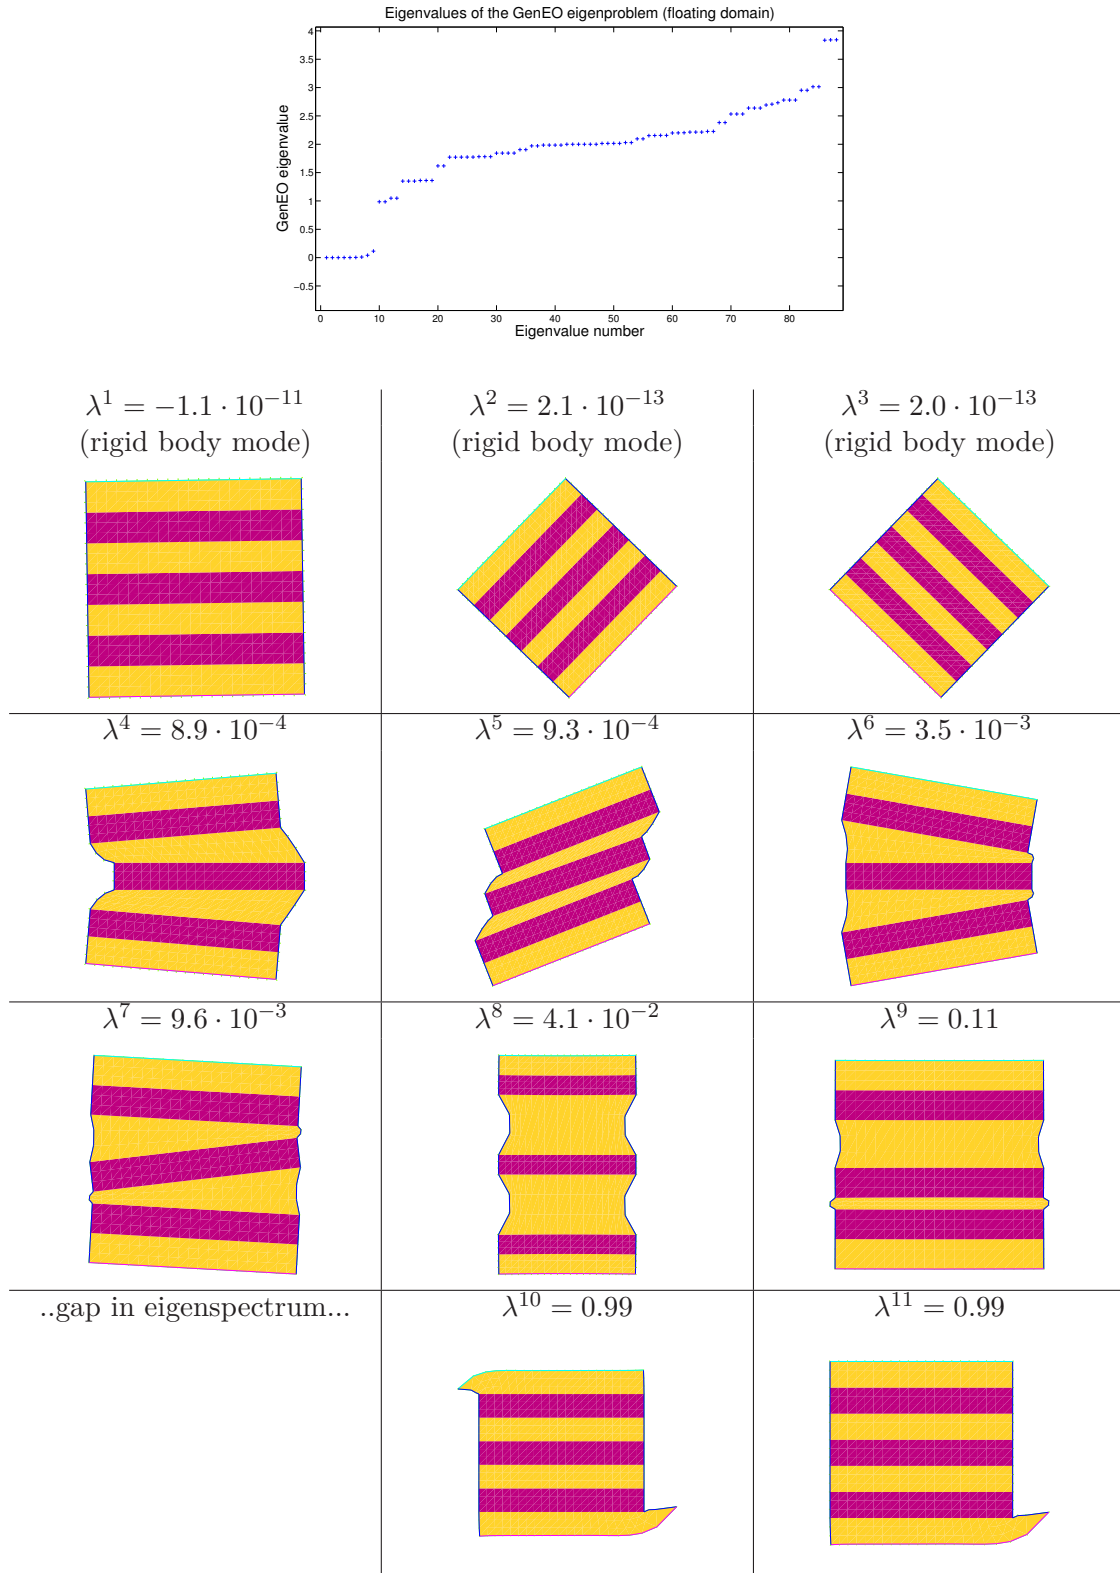 Eigenvalues of the GenEO eigenproblem (floating domain)
4
3.5
3
2.5
2
1.5
1
0.5
0
−0.5
GenEO eigenvalue
0 10 20 30 40 50 60 70 80
Eigenvalue number
λ¹ = −1.1 · 10⁻¹¹ λ² = 2.1 · 10⁻¹³ λ³ = 2.0 · 10⁻¹³
(rigid body mode) (rigid body mode) (rigid body mode)
λ⁴ = 8.9 · 10⁻⁴ λ⁵ = 9.3 · 10⁻⁴ λ⁶ = 3.5 · 10⁻³
λ⁷ = 9.6 · 10⁻³ λ⁸ = 4.1 · 10⁻² λ⁹ = 0.11
..gap in eigenspectrum... λ¹⁰ = 0.99 λ¹¹ = 0.99